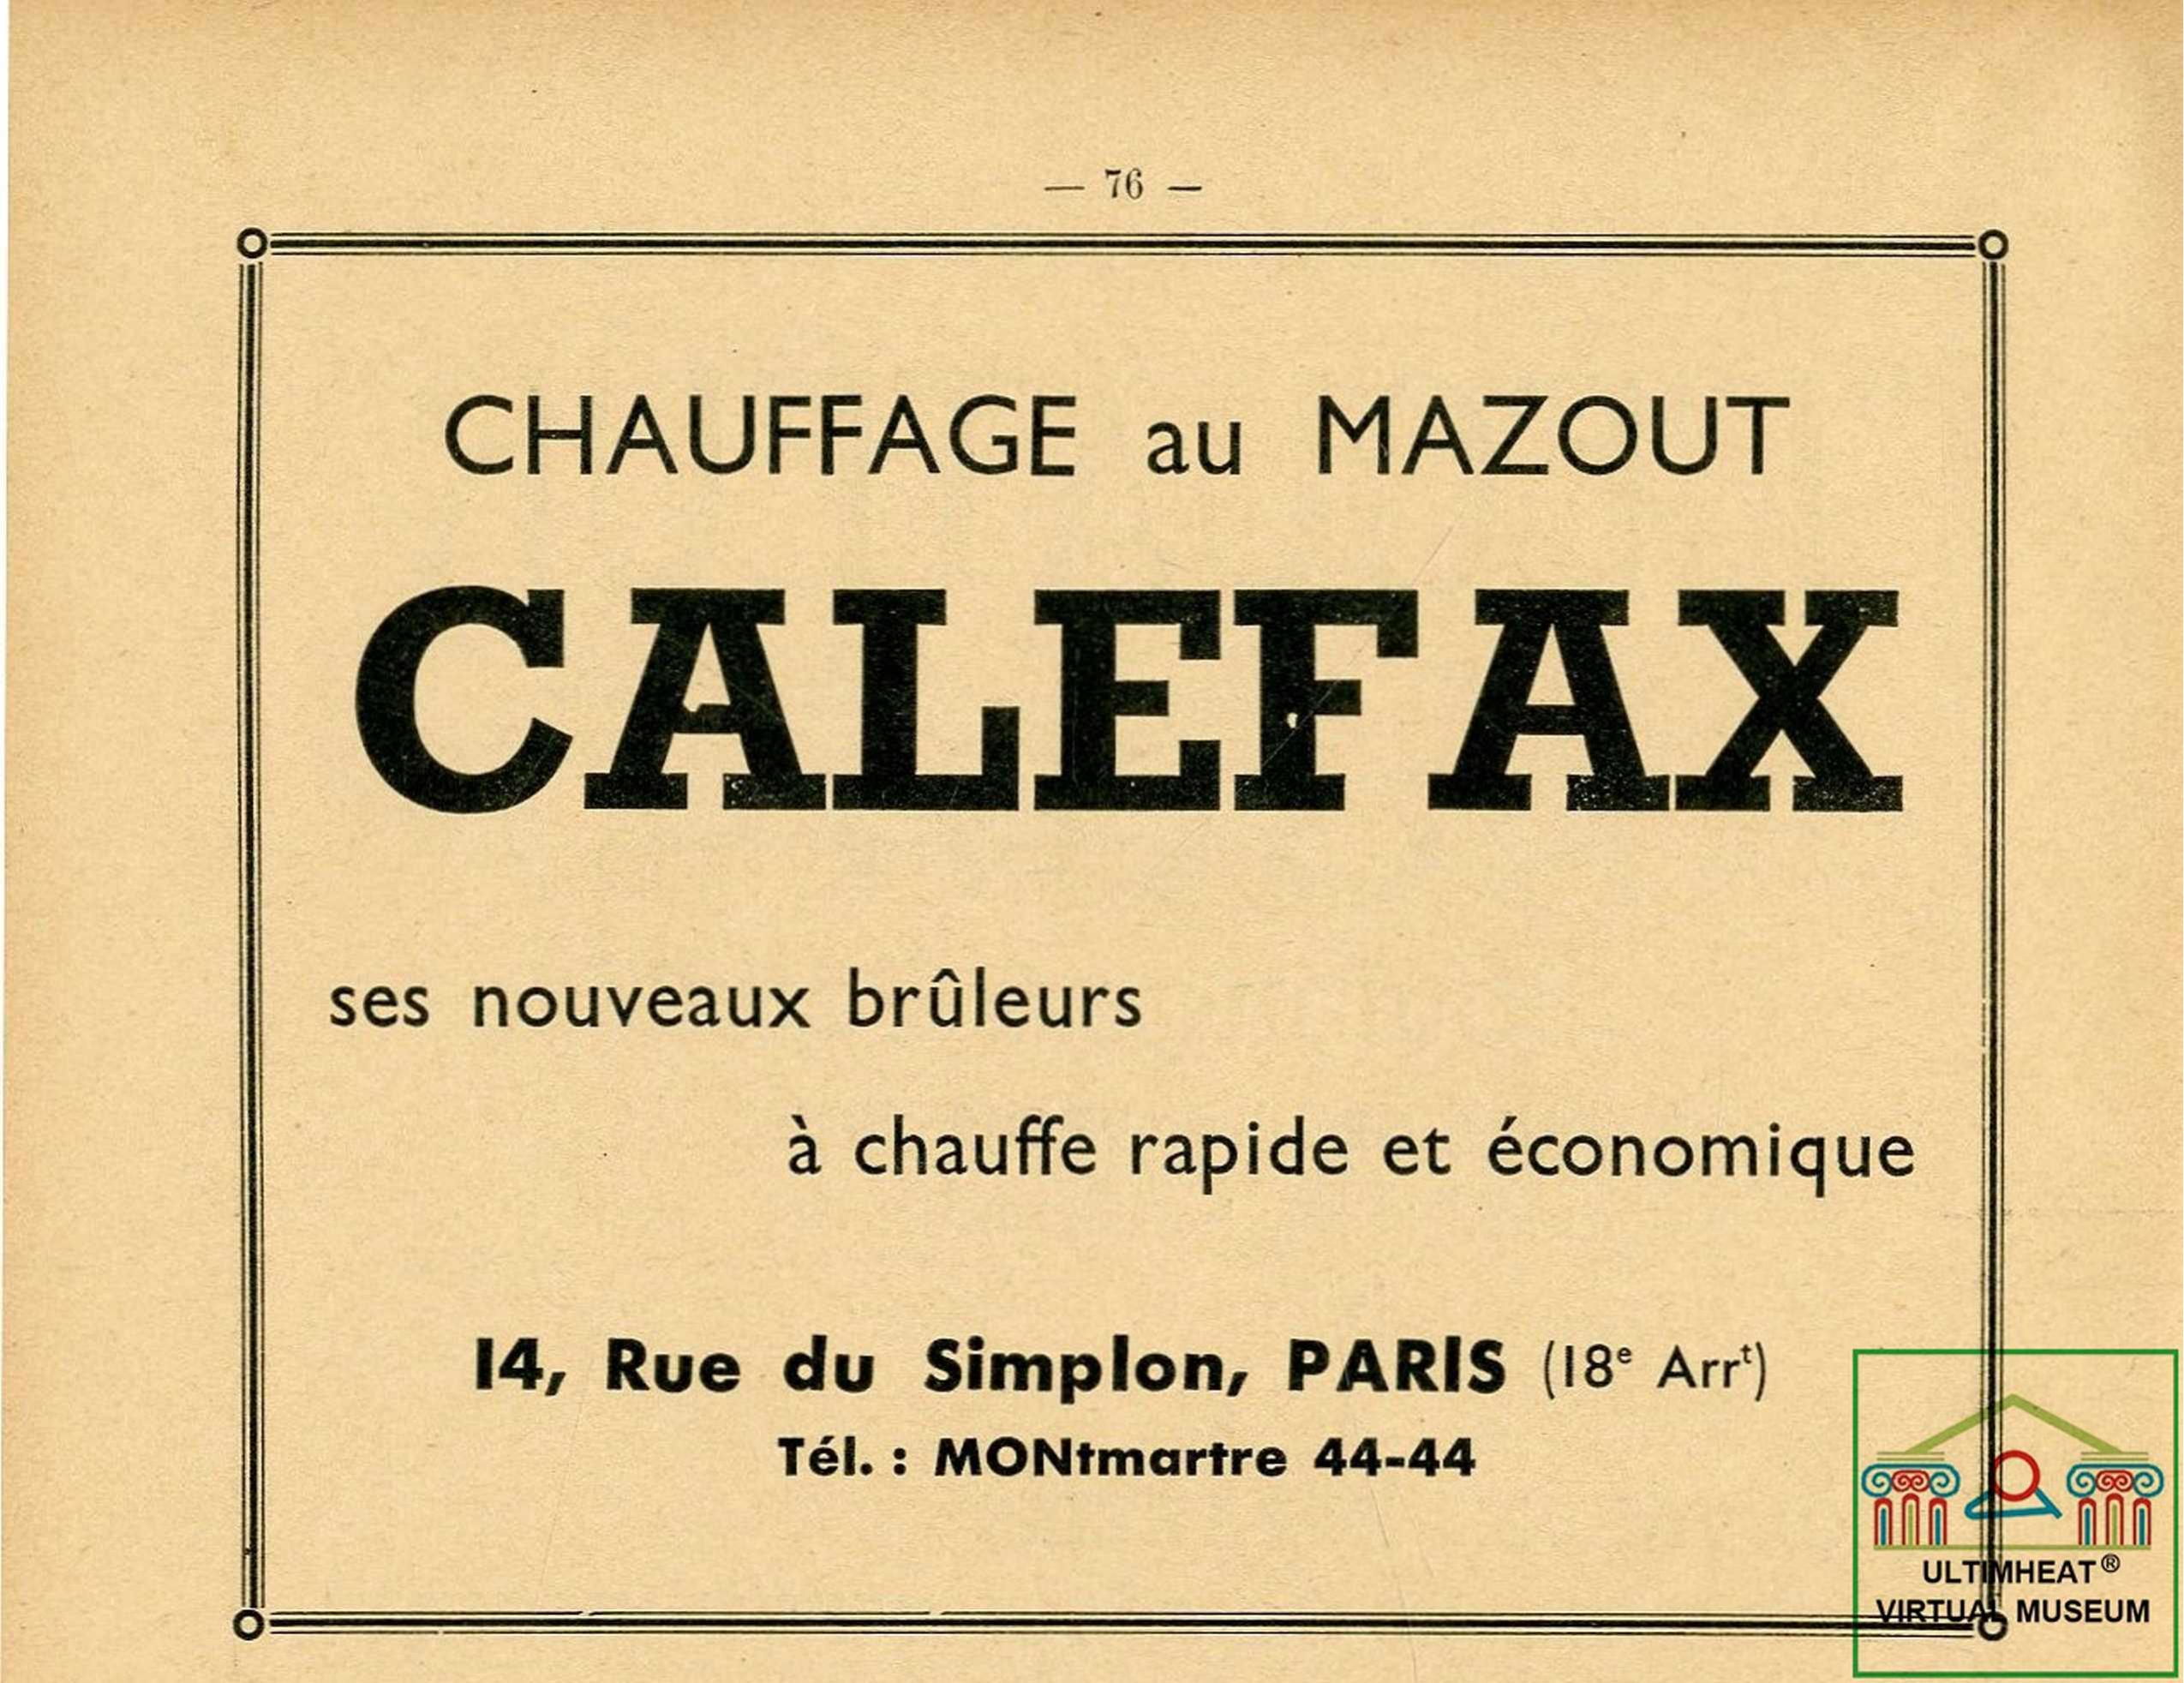 — 76 —
CHAUFFAGE au MAZOUT
CALEFAX
ses nouveaux brûleurs
à chauffe rapide et économique
14, Rue du Simplon, PARIS (18e Arrt)
Tél. : MONtmartre 44-44
ULTIMHEAT®
VIRTUAL MUSEUM